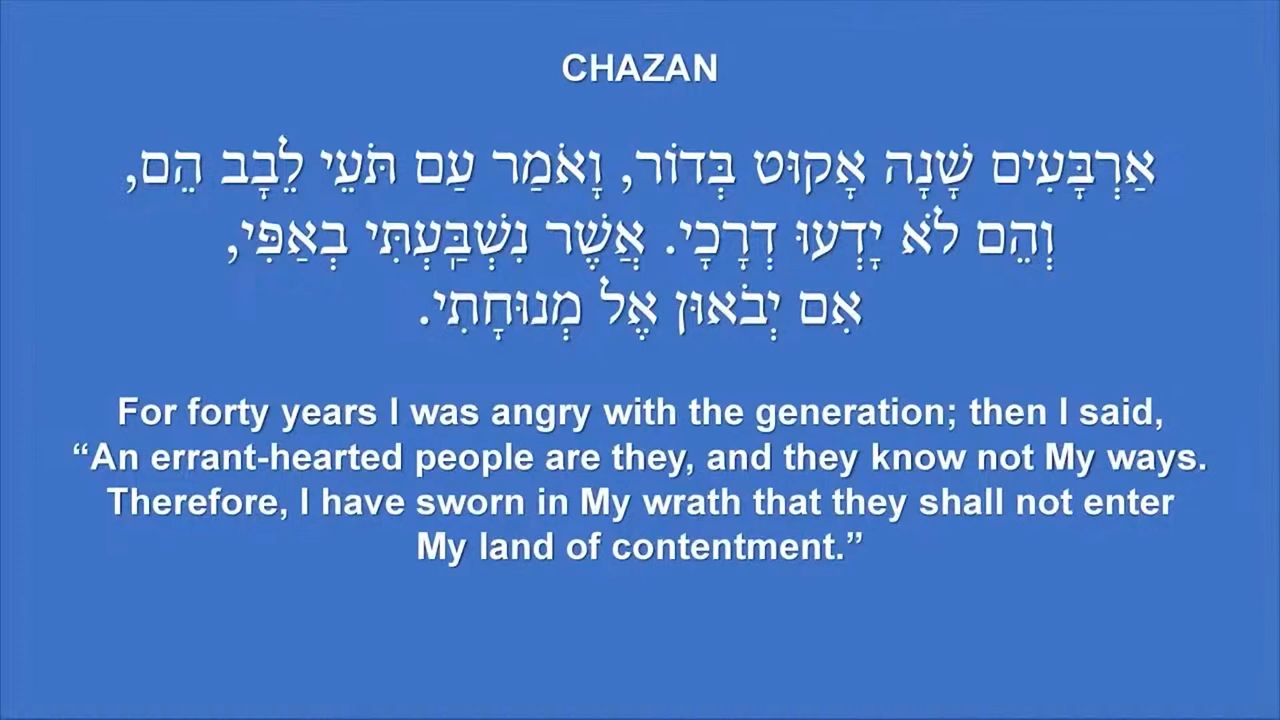 CHAZAN
אַרְבָּעִים שָׁנָה אָקוּט בְּדוֹר, וָאֹמַר עַם תֹּעֵי לֵבָב הֵם,
וְהֵם לֹא יָדְעוּ דְרָכָי. אֲשֶׁר נִשְׁבַּֽעְתִּי בְאַפִּי,
אִם יְבֹאוּן אֶל מְנוּחָתִי.
For forty years I was angry with the generation; then I said,
“An errant-hearted people are they, and they know not My ways.
Therefore, I have sworn in My wrath that they shall not enter
My land of contentment.”